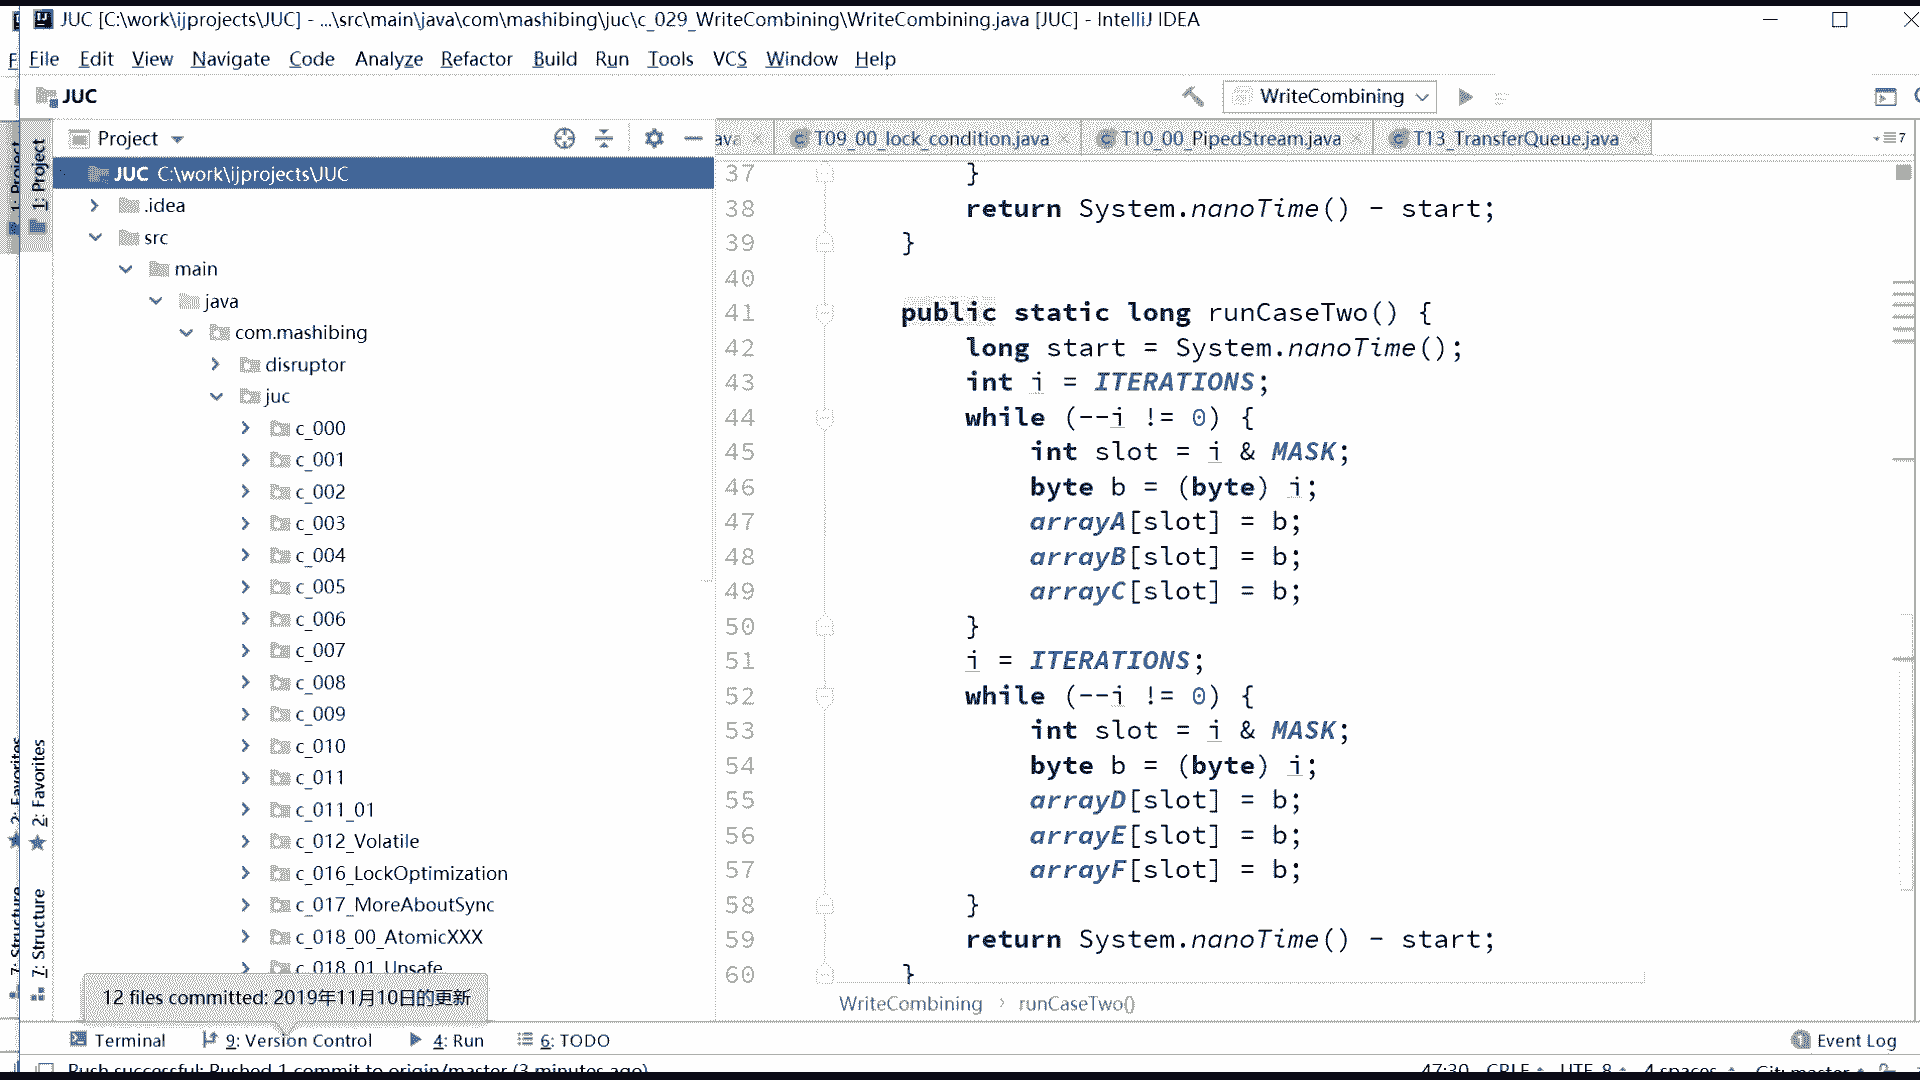 JUC [C:\work\ijprojects\JUC] - ...\src\main\java\com\mashibing\juc\c_029_WriteCombining\WriteCombining.java [JUC] - IntelliJ IDEA
File Edit View Navigate Code Analyze Refactor Build Run Tools VCS Window Help
JUC
WriteCombining
Project
T09_00_lock_condition.java
T10_00_PipedStream.java
T13_TransferQueue.java
7
1: Project
2: Favorites
7: Structure
JUC C:\work\ijprojects\JUC
.idea
src
main
java
com.mashibing
disruptor
juc
c_000
c_001
c_002
c_003
c_004
c_005
c_006
c_007
c_008
c_009
c_010
c_011
c_011_01
c_012_Volatile
c_016_LockOptimization
c_017_MoreAboutSync
c_018_00_AtomicXXX
c_018_01_Unsafe
12 files committed: 2019年11月10日的更新
37 }
38 return System.nanoTime() - start;
39 }
40
41 public static long runCaseTwo() {
42 long start = System.nanoTime();
43 int i = ITERATIONS;
44 while (--i != 0) {
45 int slot = i & MASK;
46 byte b = (byte) i;
47 arrayA[slot] = b;
48 arrayB[slot] = b;
49 arrayC[slot] = b;
50 }
51 i = ITERATIONS;
52 while (--i != 0) {
53 int slot = i & MASK;
54 byte b = (byte) i;
55 arrayD[slot] = b;
56 arrayE[slot] = b;
57 arrayF[slot] = b;
58 }
59 return System.nanoTime() - start;
60 }
WriteCombining › runCaseTwo()
Terminal 9: Version Control 4: Run 6: TODO
Event Log
Push successful: Pushed 1 commit to origin/master (3 minutes ago)
47:30 CRLF UTF-8 4 spaces Git: master